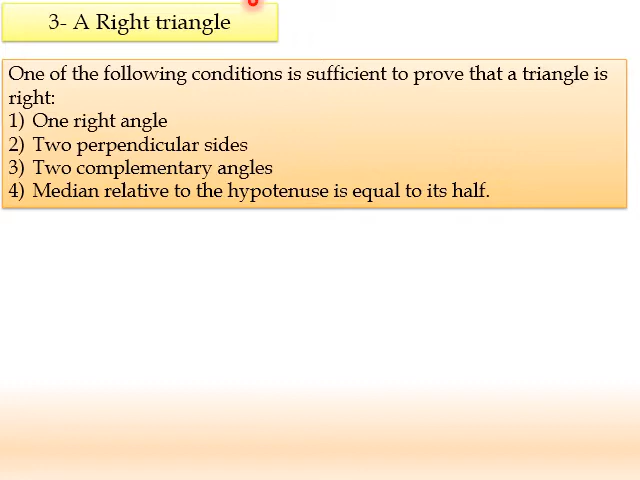 3- A Right triangle
One of the following conditions is sufficient to prove that a triangle is
right:
1) One right angle
2) Two perpendicular sides
3) Two complementary angles
4) Median relative to the hypotenuse is equal to its half.